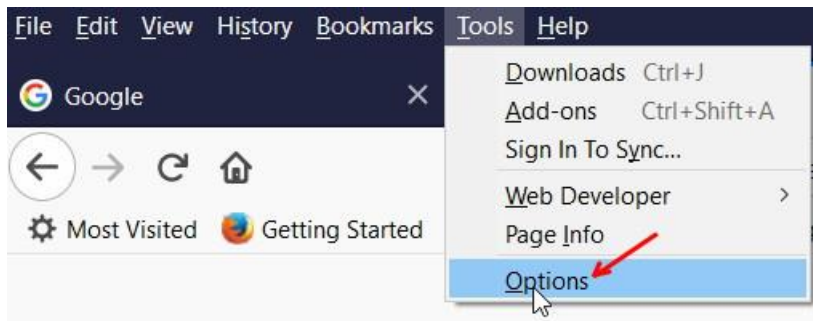 File Edit View History Bookmarks Tools Help
Google
Most Visited Getting Started
Downloads Ctrl+J
Add-ons Ctrl+Shift+A
Sign In To Sync...
Web Developer
Page Info
Options